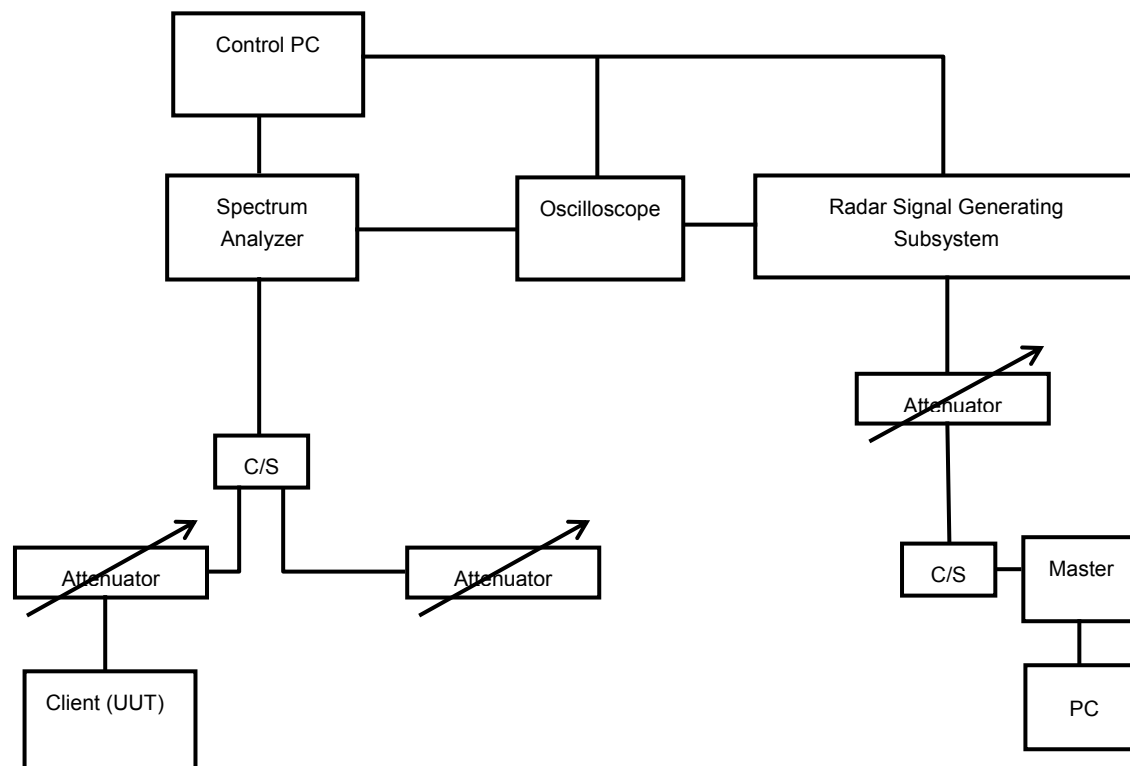 Control PC
Spectrum
Analyzer
Oscilloscope
Radar Signal Generating
Subsystem
Attenuator
C/S
Attenuator
Attenuator
C/S
Master
Client (UUT)
PC